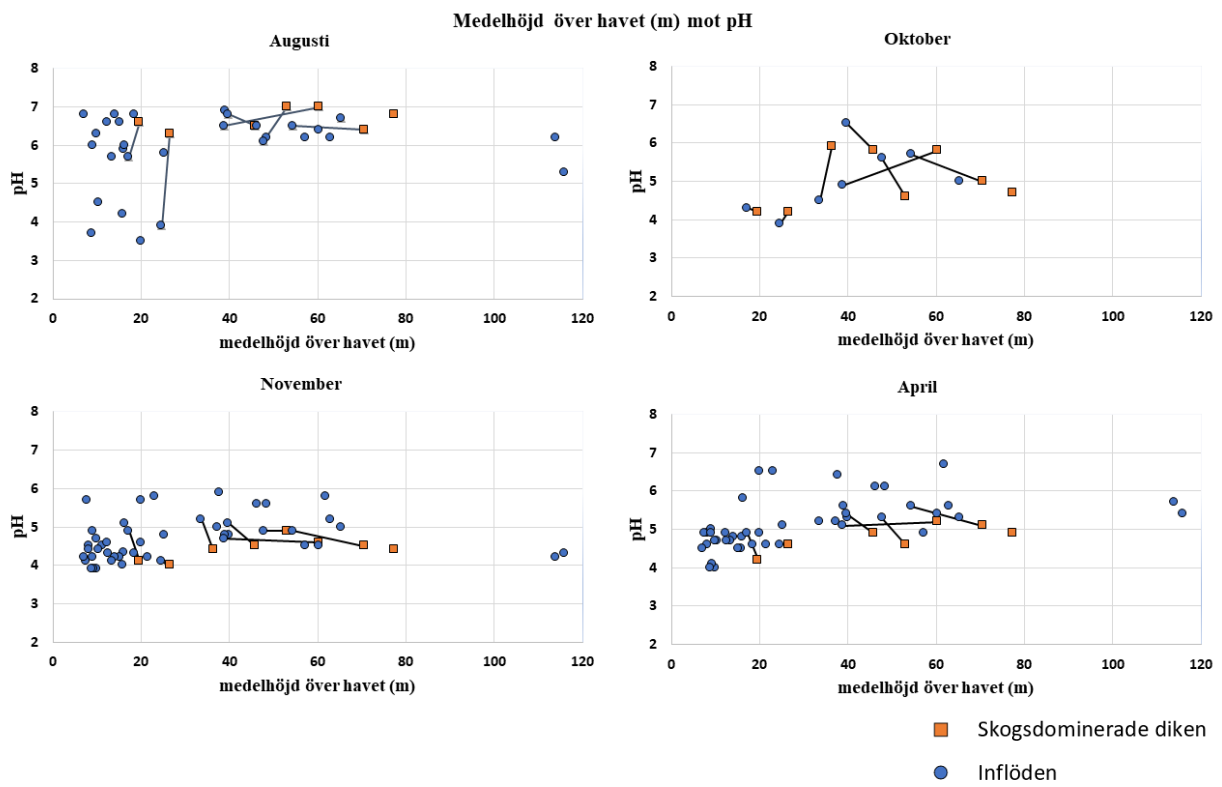 Medelhöjd över havet (m) mot pH
Augusti
8
7
6
5
4
3
2
pH
0 20 40 60 80 100 120
medelhöjd över havet (m)
Oktober
8
7
6
5
4
3
2
pH
0 20 40 60 80 100 120
medelhöjd över havet (m)
November
8
7
6
5
4
3
2
pH
0 20 40 60 80 100 120
medelhöjd över havet (m)
April
8
7
6
5
4
3
2
pH
0 20 40 60 80 100 120
medelhöjd över havet (m)
Skogsdominerade diken
Inflöden